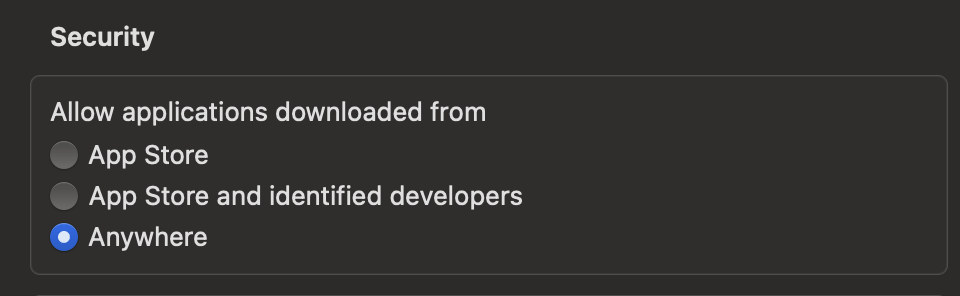 Security
Allow applications downloaded from
App Store
App Store and identified developers
Anywhere